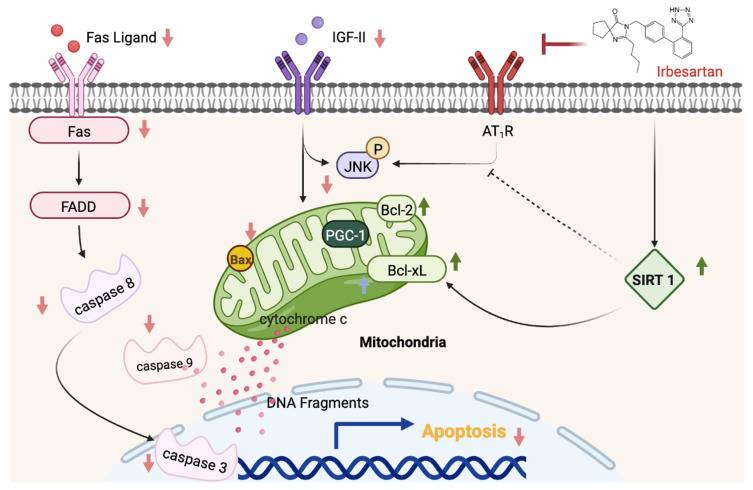 Fas Ligand
IGF-II
HN-N
N
N
O
N
N
Irbesartan
Fas
AT1R
P
JNK
FADD
Bcl-2
PGC-1
Bax
Bcl-xL
SIRT 1
caspase 8
cytochrome c
Mitochondria
caspase 9
DNA Fragments
Apoptosis
caspase 3